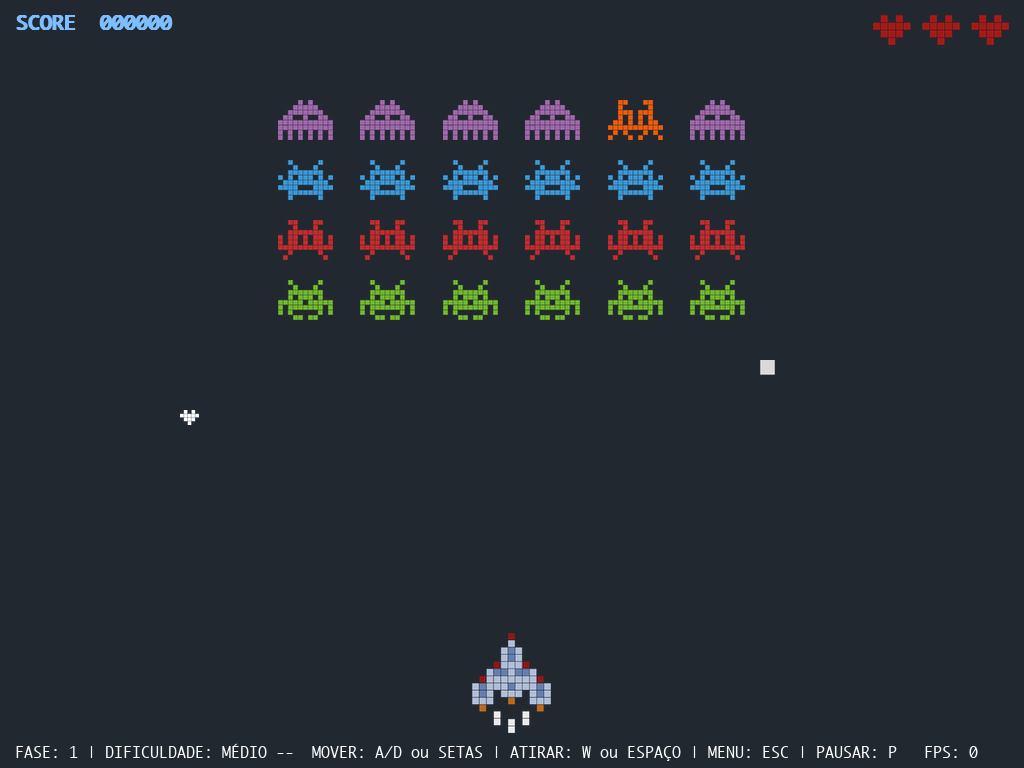 SCORE  000000
FASE: 1 | DIFICULDADE: MÉDIO --  MOVER: A/D ou SETAS | ATIRAR: W ou ESPAÇO | MENU: ESC | PAUSAR: P   FPS: 0